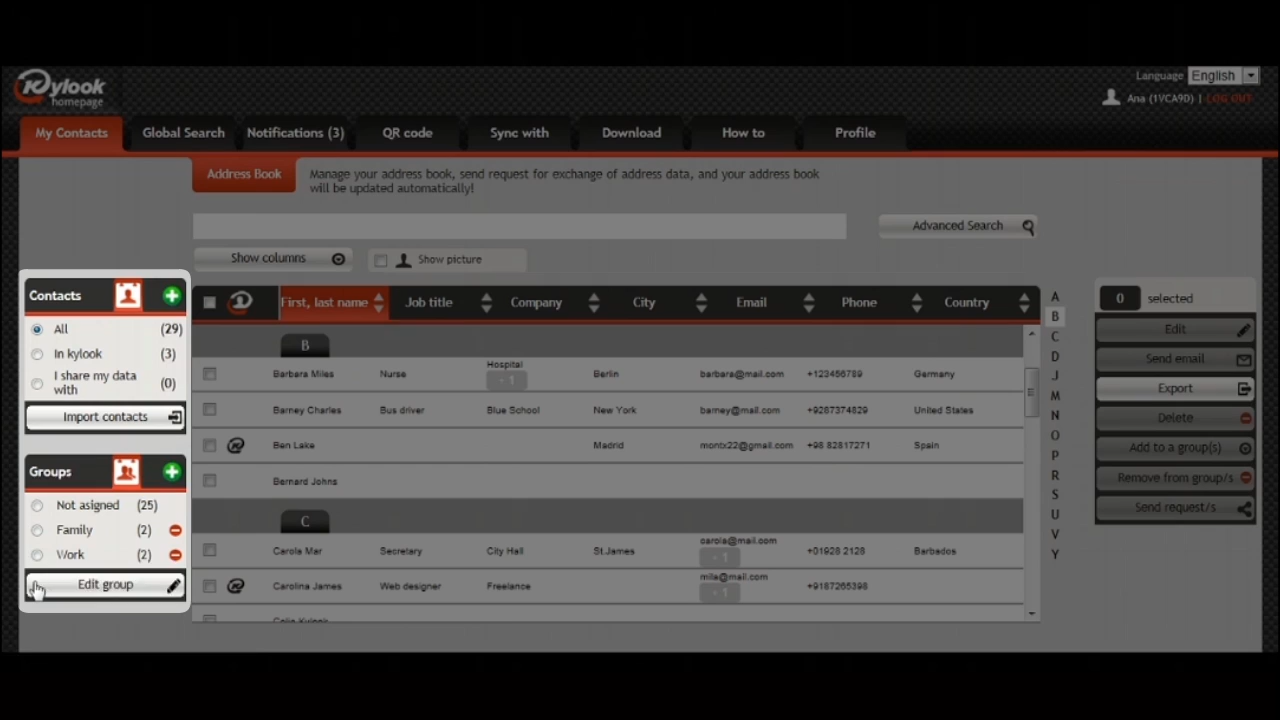 Kylook
homepage
Language English
Ana (1VCA9D) | LOG OUT
My Contacts Global Search Notifications (3) QR code Sync with Download How to Profile
Address Book
Manage your address book, send request for exchange of address data, and your address book
will be updated automatically!
Advanced Search
Show columns
Show picture
Contacts
All (29)
In kylook (3)
I share my data
with (0)
Import contacts
Groups
Not asigned (25)
Family (2)
Work (2)
Edit group
First, last name Job title Company City Email Phone Country
B
Barbara Miles Nurse Hospital Berlin barbara@mail.com +123456789 Germany
+ 1
Barney Charles Bus driver Blue School New York barney@mail.com +9287374829 United States
Ben Lake Madrid montx22@gmail.com +98 82817271 Spain
Bernard Johns
C
Carola Mar Secretary City Hall St.James carola@mail.com +01928 2128 Barbados
+ 1
Carolina James Web designer Freelance mila@mail.com +9187265398
+ 1
A
B
C
D
J
M
N
O
P
R
S
U
V
Y
0 selected
Edit
Send email
Export
Delete
Add to a group(s)
Remove from group/s
Send request/s